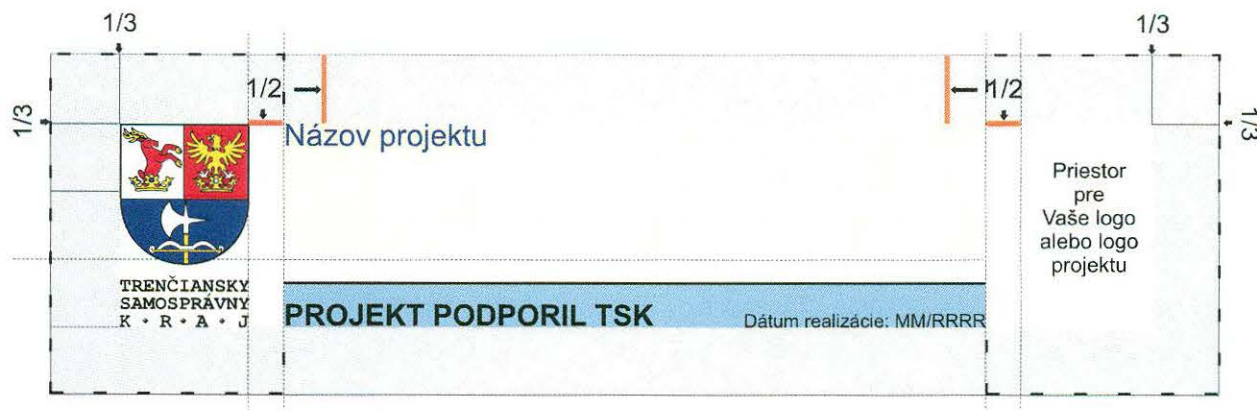 1/3
1/3
1/2
1/2
1/3
1/3
Názov projektu
Priestor
pre
Vaše logo
alebo logo
projektu
TRENČIANSKY
SAMOSPRÁVNY
K • R • A • J
PROJEKT PODPORIL TSK
Dátum realizácie: MM/RRRR